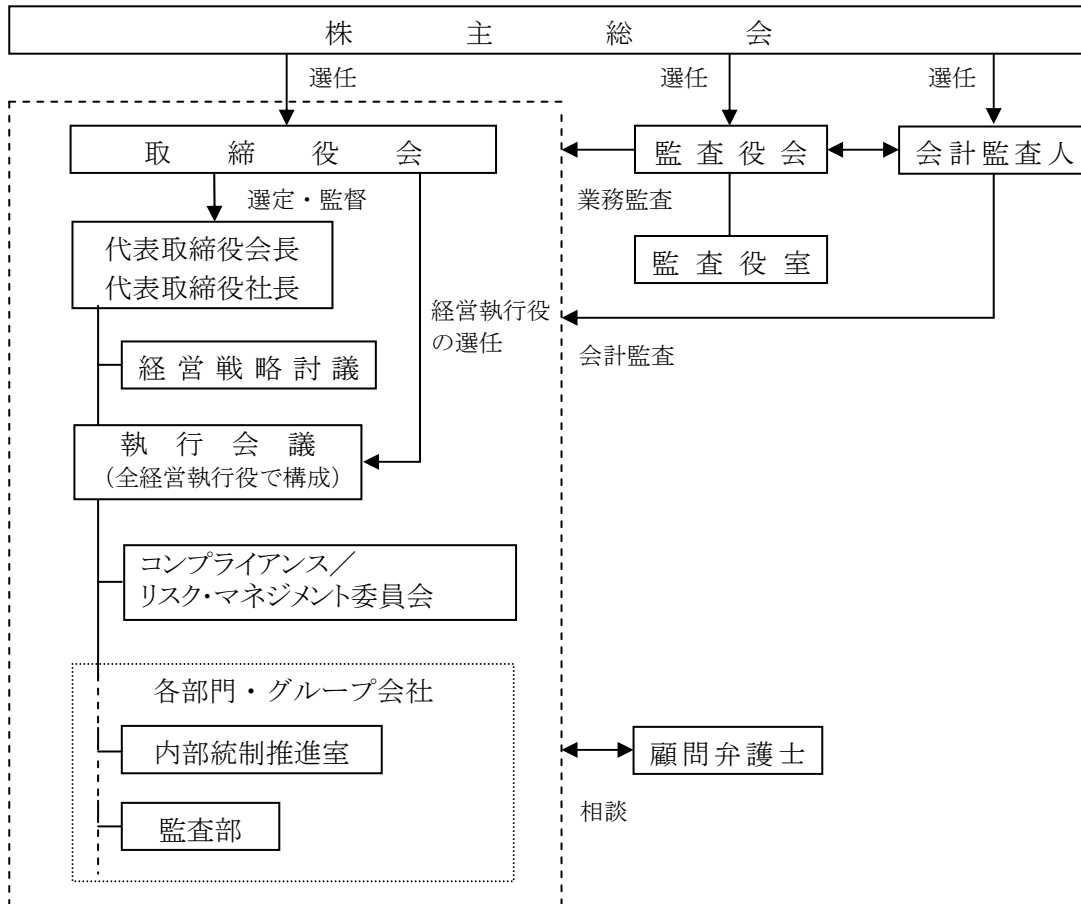 株主総会
選任
選任
選任
取締役会
監査役会
会計監査人
選定・監督
業務監査
代表取締役会長
代表取締役社長
監査役室
経営執行役
の選任
会計監査
経営戦略討議
執行会議
(全経営執行役で構成)
コンプライアンス／
リスク・マネジメント委員会
各部門・グループ会社
内部統制推進室
顧問弁護士
相談
監査部